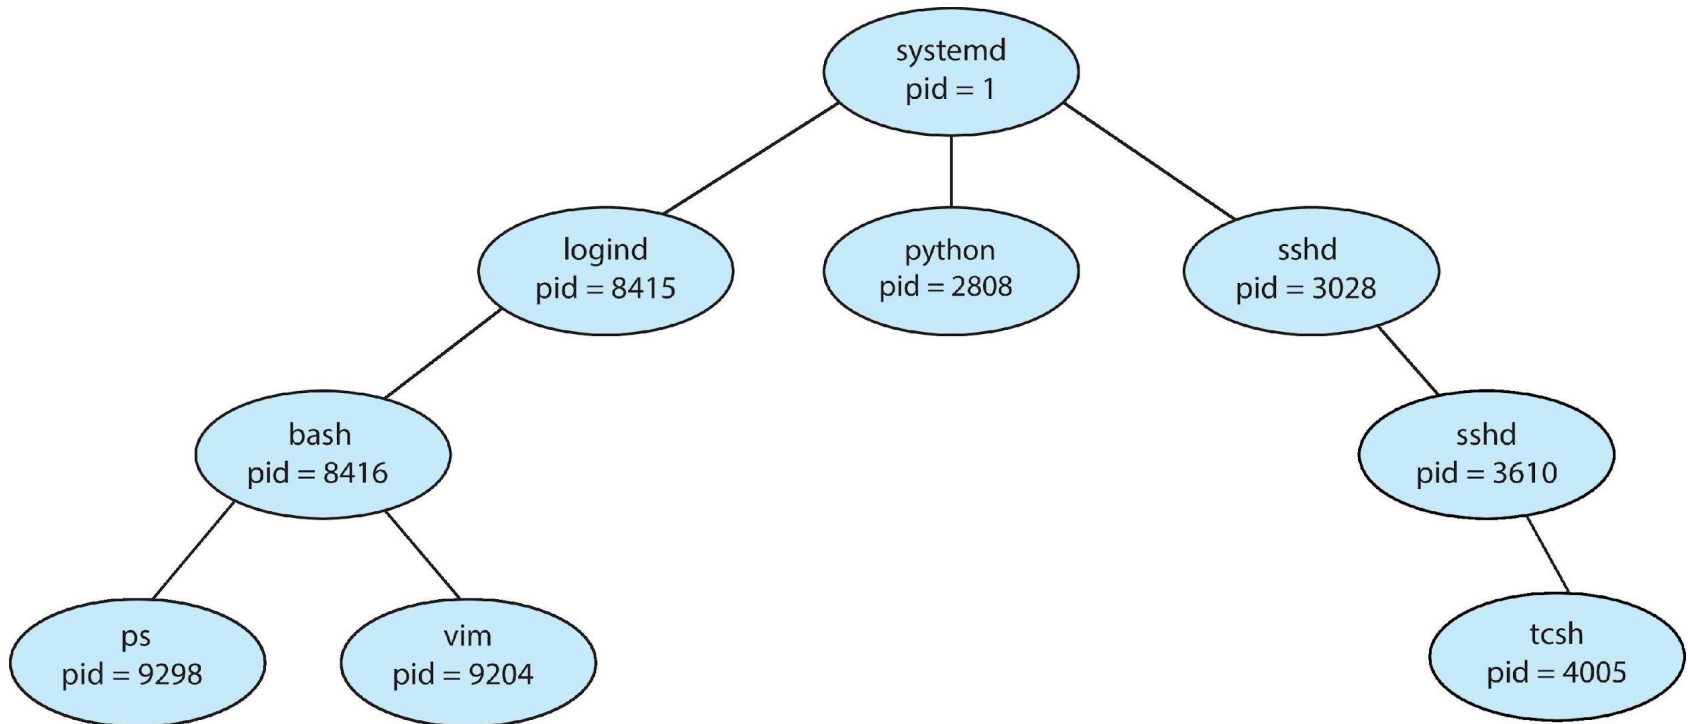 systemd
pid = 1
logind
pid = 8415
python
pid = 2808
sshd
pid = 3028
bash
pid = 8416
sshd
pid = 3610
ps
pid = 9298
vim
pid = 9204
tcsh
pid = 4005